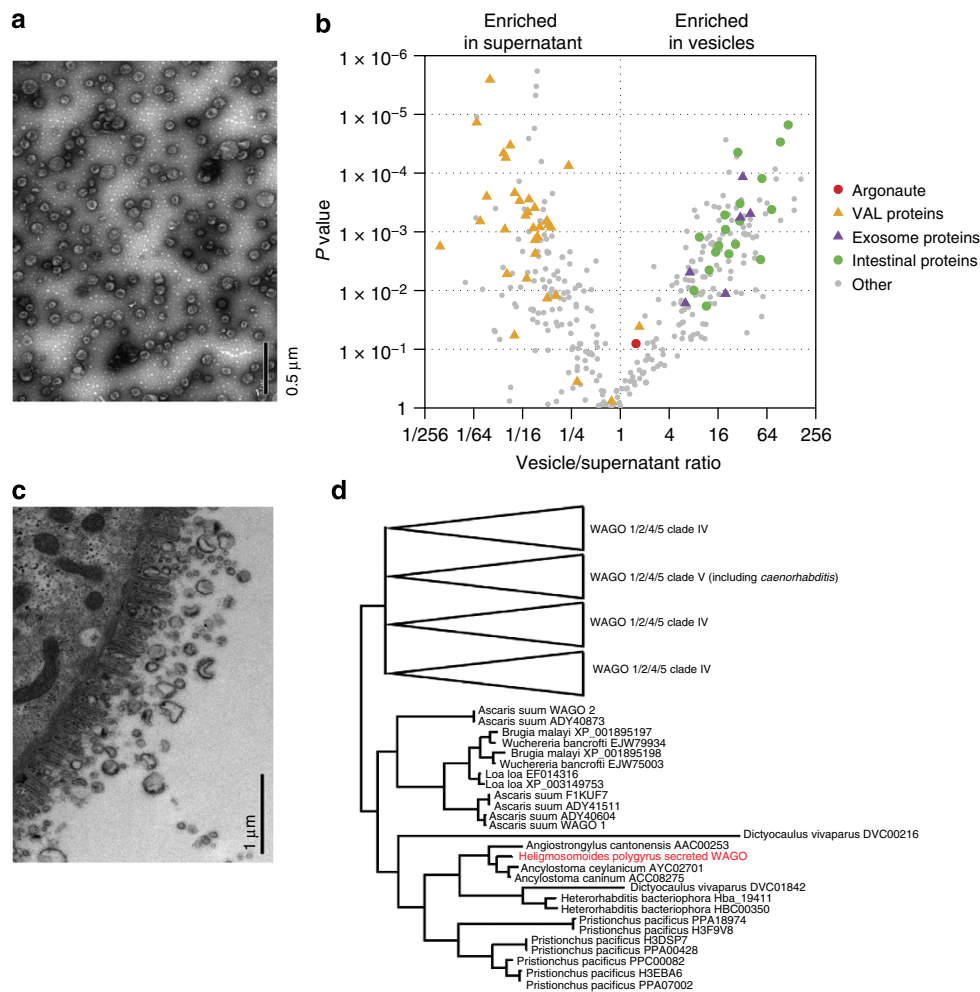 a
0.5 µm
b
Enriched
in supernatant
Enriched
in vesicles
1 × 10⁻⁶
1 × 10⁻⁵
1 × 10⁻⁴
1 × 10⁻³
1 × 10⁻²
1 × 10⁻¹
1
P value
1/256 1/64 1/16 1/4 1 4 16 64 256
Vesicle/supernatant ratio
Argonaute
VAL proteins
Exosome proteins
Intestinal proteins
Other
c
1 µm
d
WAGO 1/2/4/5 clade IV
WAGO 1/2/4/5 clade V (including caenorhabditis)
WAGO 1/2/4/5 clade IV
WAGO 1/2/4/5 clade IV
Ascaris suum WAGO 2
Ascaris suum ADY40873
Brugia malayi XP_001895197
Wuchereria bancrofti EJW79934
Brugia malayi XP_001895198
Wuchereria bancrofti EJW75003
Loa loa EF014316
Loa loa XP_003149753
Ascaris suum F1KUF7
Ascaris suum ADY41511
Ascaris suum ADY40604
Ascaris suum WAGO 1
Dictyocaulus vivaparus DVC00216
Angiostrongylus cantonensis AAC00253
Heligmosomoides polygyrus secreted WAGO
Ancylostoma ceylanicum AYC02701
Ancylostoma caninum ACC08275
Dictyocaulus vivaparus DVC01842
Heterorhabditis bacteriophora Hba_19411
Heterorhabditis bacteriophora HBC00350
Pristionchus pacificus PPA18974
Pristionchus pacificus H3F9V8
Pristionchus pacificus H3DSP7
Pristionchus pacificus PPA00428
Pristionchus pacificus PPC00082
Pristionchus pacificus H3EBA6
Pristionchus pacificus PPA07002